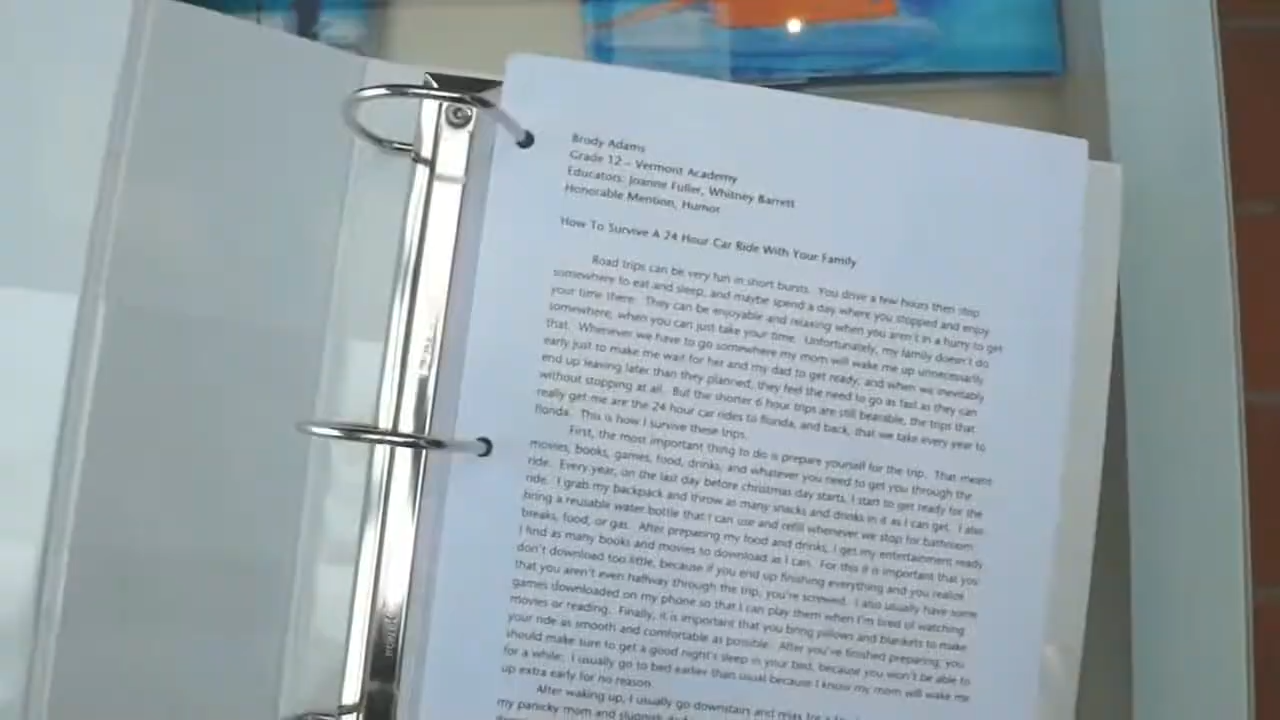 Brody Adams
Grade 12 – Vermont Academy
Educators: Joanne Fuller, Whitney Barrett
Honorable Mention, Humor
How To Survive A 24 Hour Car Ride With Your Family
Road trips can be very fun in short bursts. You drive a few hours then stop
somewhere to eat and sleep, and maybe spend a day where you stopped and enjoy
your time there. They can be enjoyable and relaxing when you aren't in a hurry to get
somewhere, when you can just take your time. Unfortunately, my family doesn't do
that. Whenever we have to go somewhere my mom will wake me up unnecessarily
early just to make me wait for her and my dad to get ready, and when we inevitably
end up leaving later than they planned, they feel the need to go as fast as they can
without stopping at all. But the shorter 6 hour trips are still bearable, the trips that
really get me are the 24 hour car rides to florida, and back, that we take every year to
florida. This is how I survive these trips.
First, the most important thing to do is prepare yourself for the trip. That means
movies, books, games, food, drinks, and whatever you need to get you through the
ride. Every year, on the last day before christmas day starts, I start to get ready for the
ride. I grab my backpack and throw as many snacks and drinks in it as I can get. I also
bring a reusable water bottle that I can use and refill whenever we stop for bathroom
breaks, food, or gas. After preparing my food and drinks, I get my entertainment ready
I find as many books and movies to download as I can. For this it is important that you
don't download too little, because if you end up finishing everything and you realize
that you aren't even halfway through the trip, you're screwed. I also usually have some
games downloaded on my phone so that I can play them when I'm tired of watching
movies or reading. Finally, it is important that you bring pillows and blankets to make
your ride as smooth and comfortable as possible. After you've finished preparing, you
should make sure to get a good night's sleep in your bed, because you won't be able to
for a while. I usually go to bed earlier than usual because I know my mom will wake me
up extra early for no reason.
After waking up, I usually go downstairs and relax for a
my panicky mom and sluggish